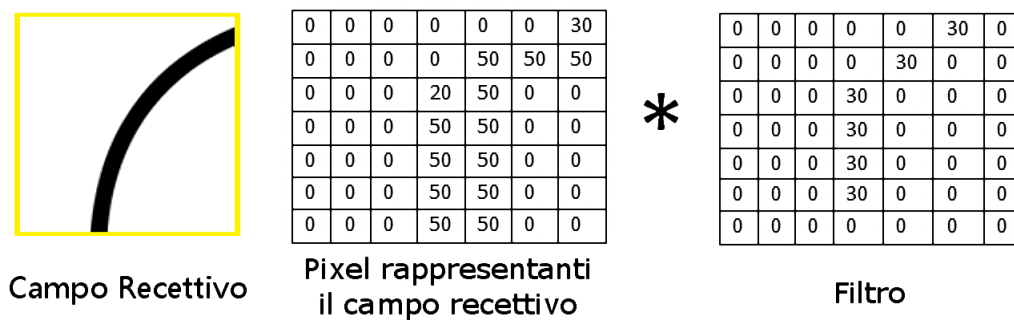 0 0 0 0 0 0 30
0 0 0 0 50 50 50
0 0 0 20 50 0 0
0 0 0 50 50 0 0
0 0 0 50 50 0 0
0 0 0 50 50 0 0
0 0 0 50 50 0 0
*
0 0 0 0 0 30 0
0 0 0 0 30 0 0
0 0 0 30 0 0 0
0 0 0 30 0 0 0
0 0 0 30 0 0 0
0 0 0 30 0 0 0
0 0 0 0 0 0 0
Campo Recettivo
Pixel rappresentanti
il campo recettivo
Filtro